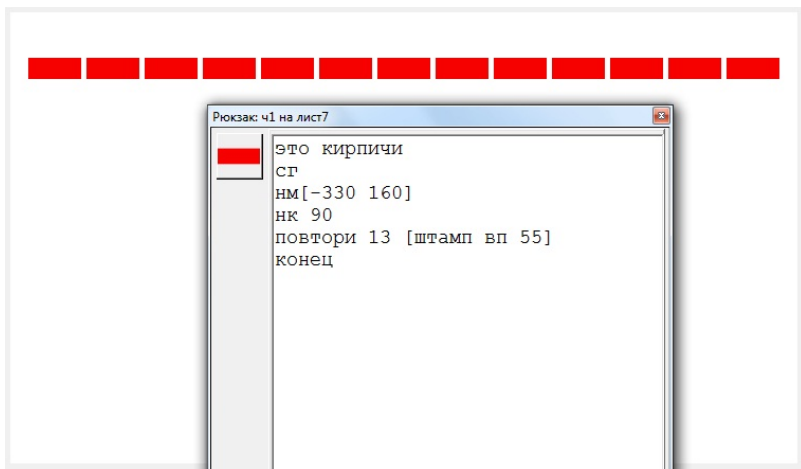 Рюкзак: ч1 на лист7
это кирпичи
сг
нм[-330 160]
нк 90
повтори 13 [штамп вп 55]
конец